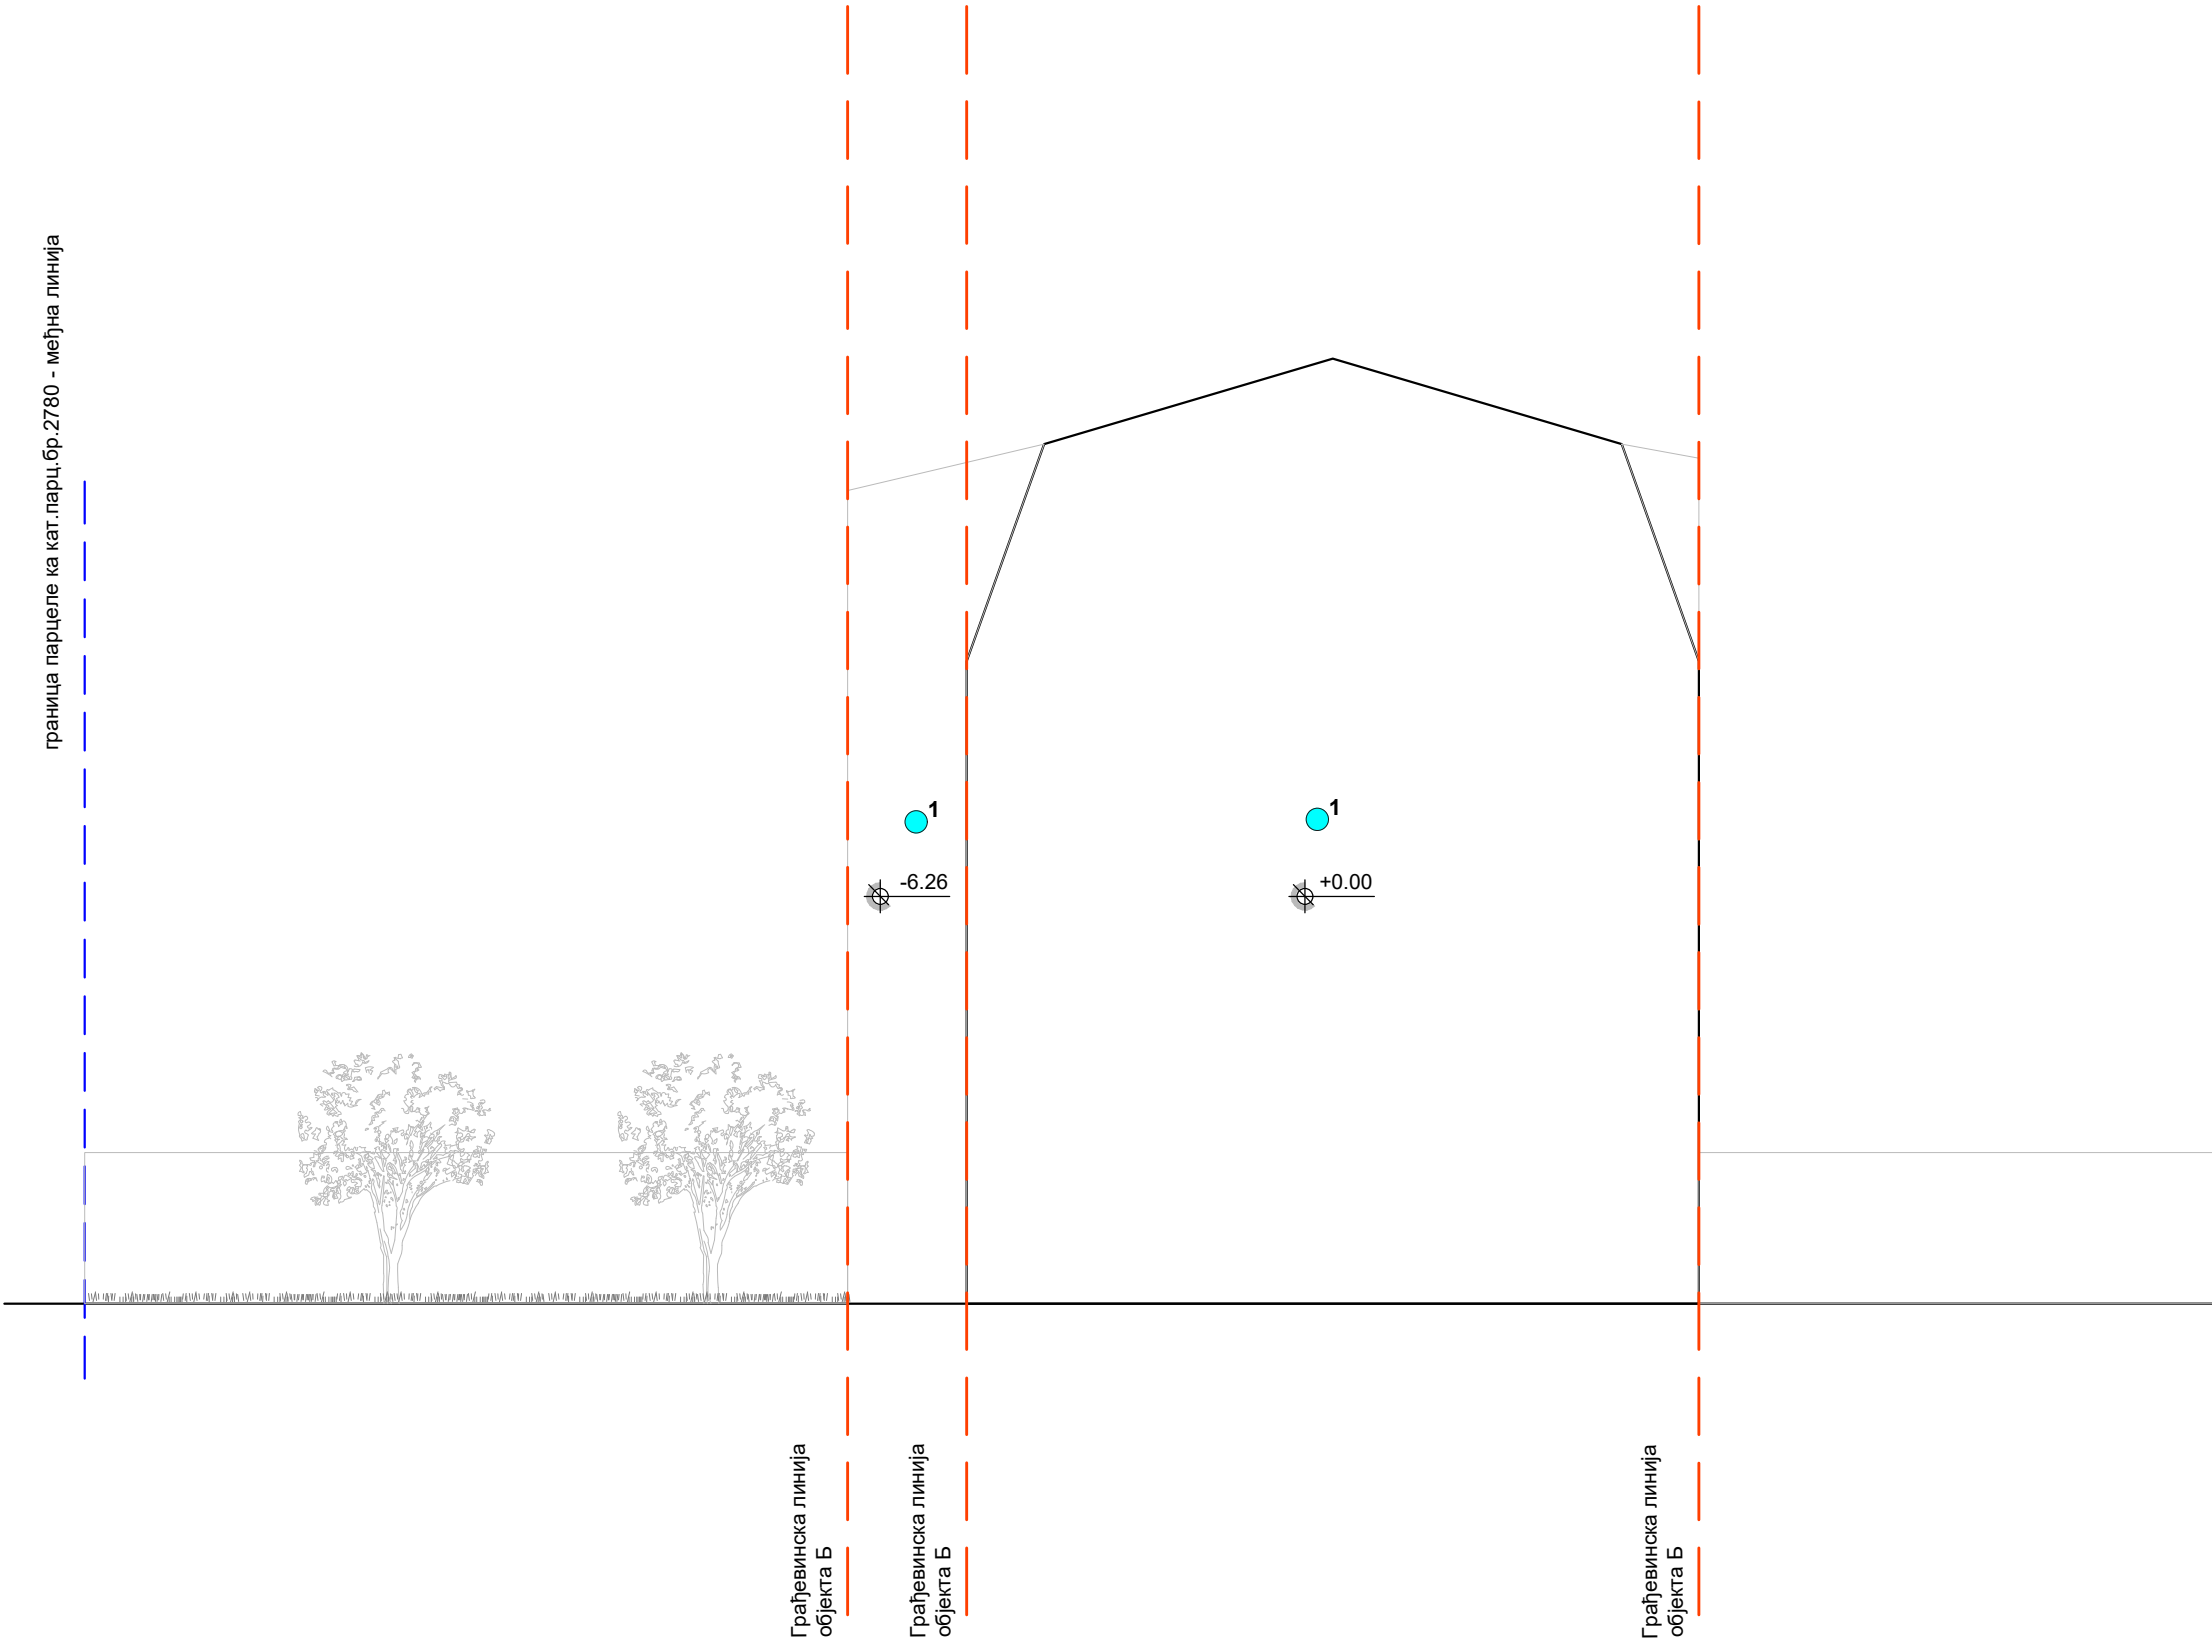 граница парцеле ка кат.парц.бр.2780 - међна линија
1
-6.26
1
+0.00
Грађевинска линија
објекта Б
Грађевинска линија
објекта Б
Грађевинска линија
објекта Б